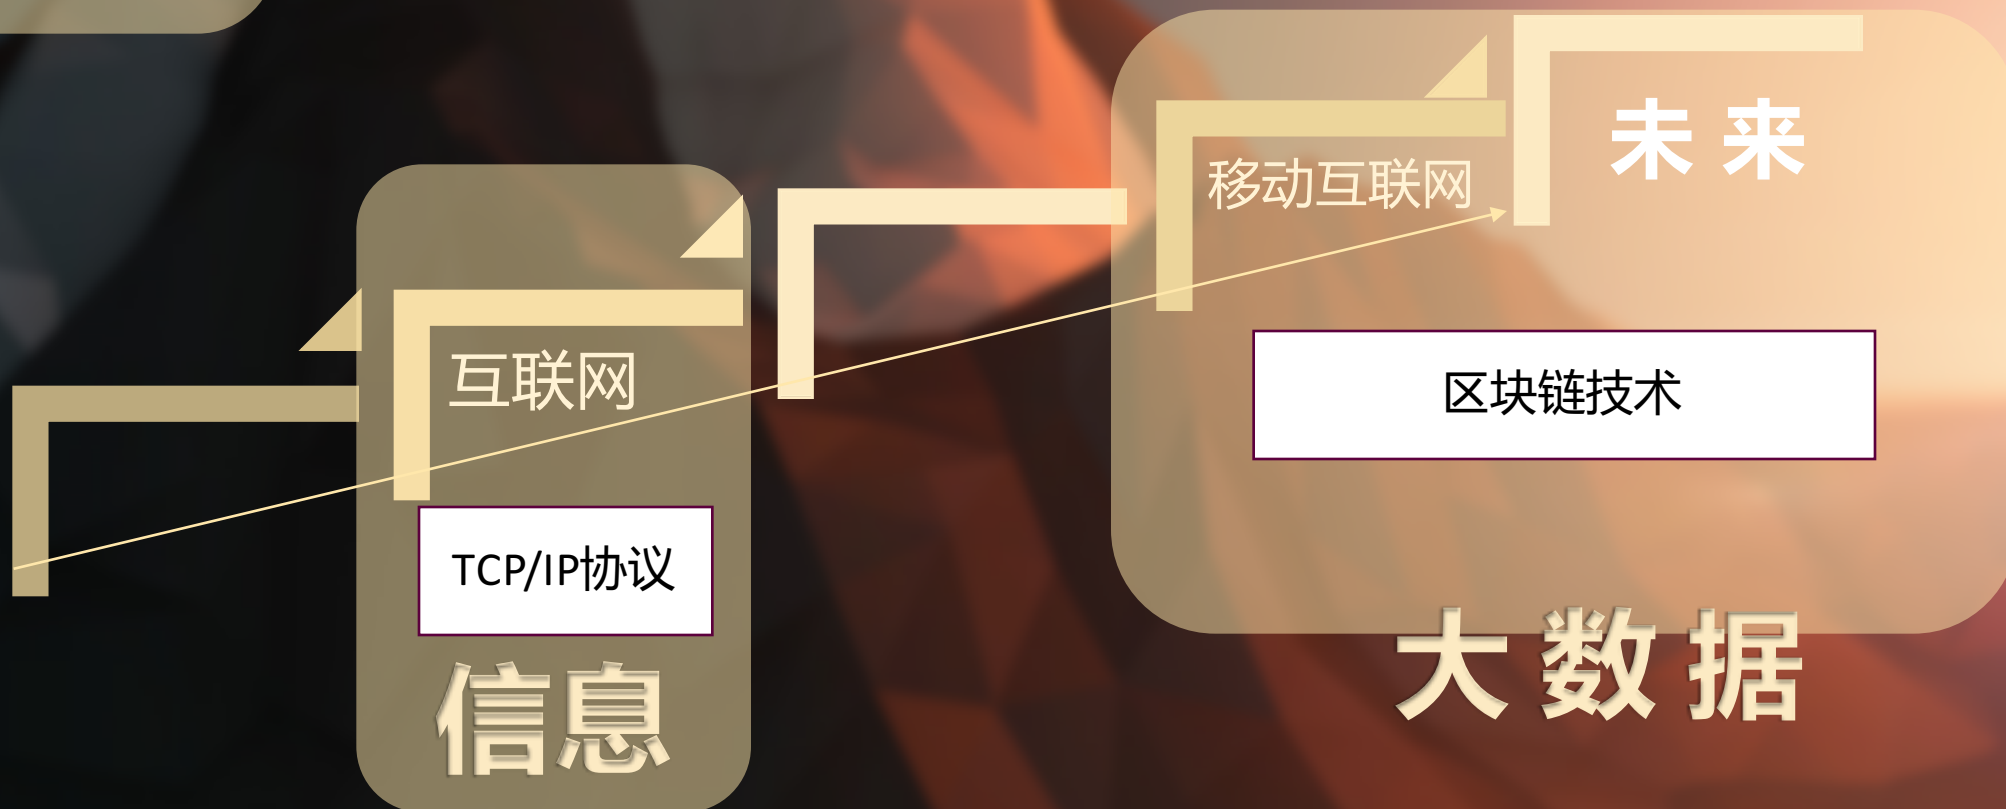 未来
移动互联网
互联网
区块链技术
TCP/IP协议
大数据
信息